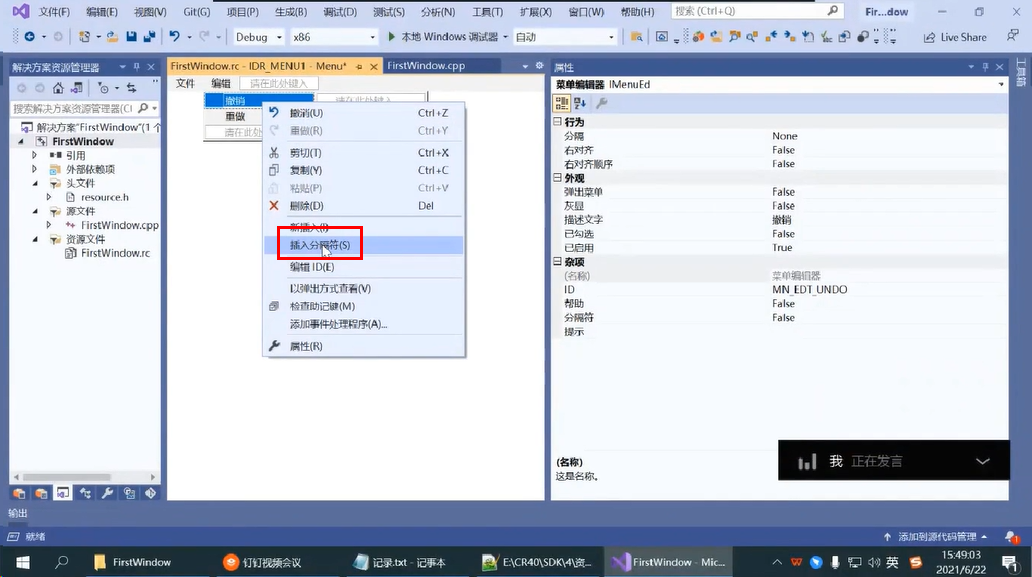 文件(F) 编辑(E) 视图(V) Git(G) 项目(P) 生成(B) 调试(D) 测试(S) 分析(N) 工具(T) 扩展(X) 窗口(W) 帮助(H) 搜索 (Ctrl+Q) Fir...dow
Debug x86 本地 Windows 调试器 自动 Live Share
解决方案资源管理器
搜索解决方案资源管理器(Ct
解决方案"FirstWindow"(1 个
FirstWindow
引用
外部依赖项
头文件
resource.h
源文件
FirstWindow.cpp
资源文件
FirstWindow.rc
FirstWindow.rc - IDR_MENU1 - Menu* FirstWindow.cpp
文件 编辑 请在此处键入
撤销 请在此处键入
重做
请在此
撤消(U) Ctrl+Z
重做(R) Ctrl+Y
剪切(T) Ctrl+X
复制(Y) Ctrl+C
粘贴(P) Ctrl+V
删除(D) Del
新插入(I)
插入分隔符(S)
编辑 ID(E)
以弹出方式查看(V)
检查助记键(M)
添加事件处理程序(A)...
属性(R)
属性
菜单编辑器 IMenuEd
行为
分隔 None
右对齐 False
右对齐顺序 False
外观
弹出菜单 False
灰显 False
描述文字 撤销
已勾选 False
已启用 True
杂项
(名称) 菜单编辑器
ID MN_EDT_UNDO
帮助 False
分隔符 False
提示
(名称)
这是名称。
工具箱
我 正在发言
输出
就绪 添加到源代码管理
FirstWindow 钉钉视频会议 记录.txt - 记事本 E:\CR40\SDK\4\资... FirstWindow - Mic... 英 15:49:03
2021/6/22